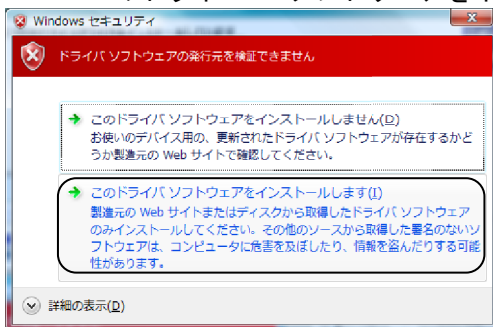 Windows セキュリティ
ドライバ ソフトウェアの発行元を検証できません
このドライバ ソフトウェアをインストールしません(D)
お使いのデバイス用の、更新されたドライバ ソフトウェアが存在するかど
うか製造元の Web サイトで確認してください。
このドライバ ソフトウェアをインストールします(I)
製造元の Web サイトまたはディスクから取得したドライバ ソフトウェア
のみインストールしてください。その他のソースから取得した署名のないソ
フトウェアは、コンピュータに危害を及ぼしたり、情報を盗んだりする可能
性があります。
詳細の表示(D)